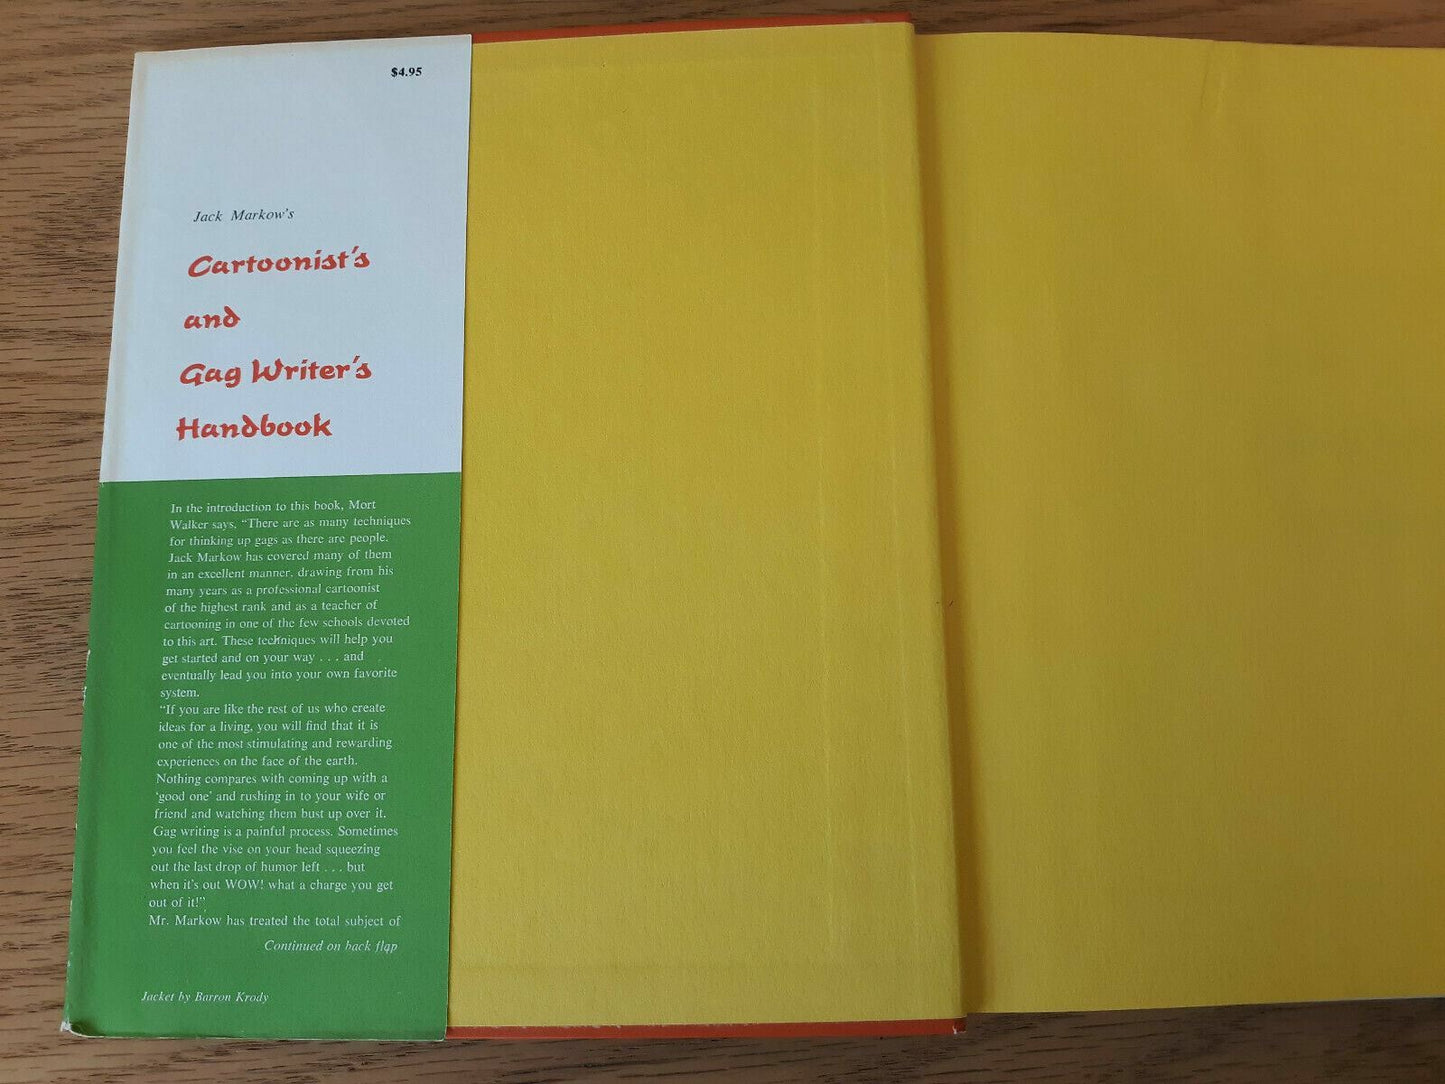 $4.95
Jack Markow's
Cartoonist's
and
Gag Writer's
Handbook
In the introduction to this book, Mort
Walker says, “There are as many techniques
for thinking up gags as there are people.
Jack Markow has covered many of them
in an excellent manner, drawing from his
many years as a professional cartoonist
of the highest rank and as a teacher of
cartooning in one of the few schools devoted
to this art. These techniques will help you
get started and on your way . . . and
eventually lead you into your own favorite
system.
“If you are like the rest of us who create
ideas for a living, you will find that it is
one of the most stimulating and rewarding
experiences on the face of the earth.
Nothing compares with coming up with a
‘good one’ and rushing in to your wife or
friend and watching them bust up over it.
Gag writing is a painful process. Sometimes
you feel the vise on your head squeezing
out the last drop of humor left . . . but
when it's out WOW! what a charge you get
out of it!”
Mr. Markow has treated the total subject of
Continued on back flap
Jacket by Barron Krody